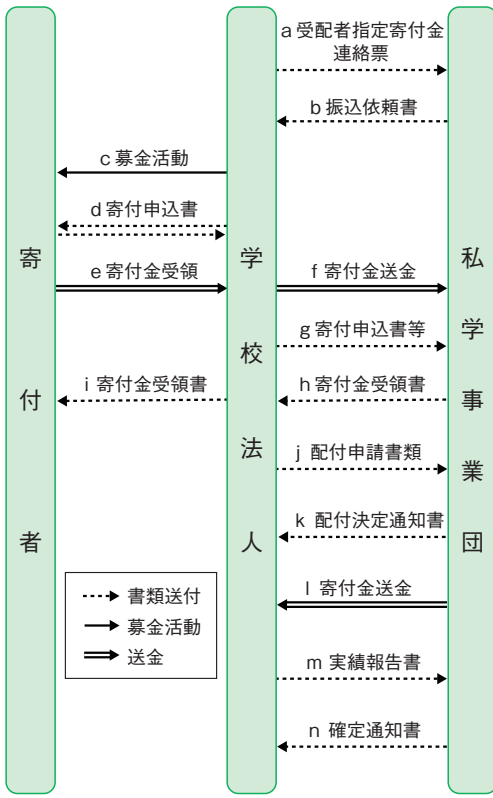 a 受配者指定寄付金
連絡票
b 振込依頼書
c 募金活動
d 寄付申込書
e 寄付金受領
f 寄付金送金
g 寄付申込書等
i 寄付金受領書
h 寄付金受領書
j 配付申請書類
k 配付決定通知書
l 寄付金送金
m 実績報告書
n 確定通知書
寄付者
学校法人
私学事業団
書類送付
募金活動
送金